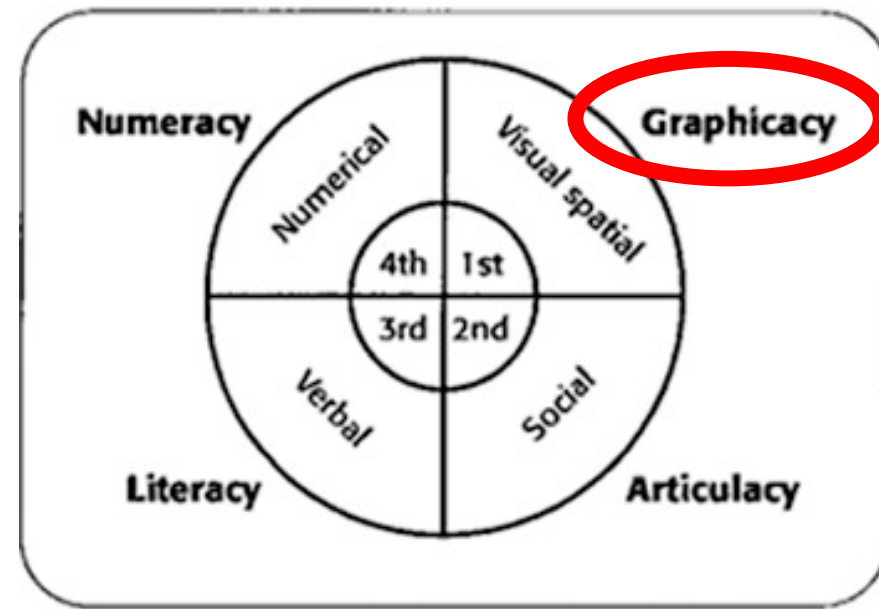 Numeracy
Graphicacy
Numerical
Visual spatial
4th
1st
3rd
2nd
Verbal
Social
Literacy
Articulacy